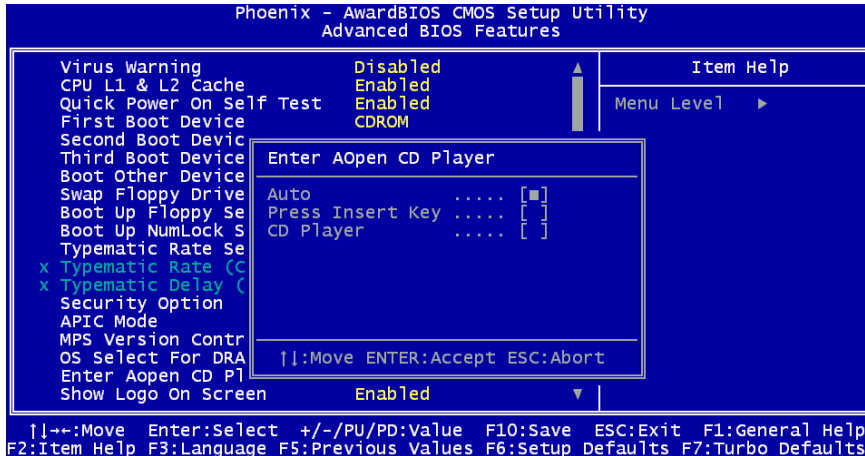 Phoenix - AwardBIOS CMOS Setup Utility
Advanced BIOS Features
Virus Warning Disabled
CPU L1 & L2 Cache Enabled
Quick Power On Self Test Enabled
First Boot Device CDROM
Second Boot Devic
Third Boot Device
Boot Other Device
Swap Floppy Drive
Boot Up Floppy Se
Boot Up NumLock S
Typematic Rate Se
x Typematic Rate (C
x Typematic Delay (
Security Option
APIC Mode
MPS Version Contr
OS Select For DRA
Enter Aopen CD Pl
Show Logo On Screen Enabled
Item Help
Menu Level ▶
Enter AOpen CD Player
Auto ..... [■]
Press Insert Key ..... [ ]
CD Player ..... [ ]
↑↓:Move ENTER:Accept ESC:Abort
↑↓→←:Move Enter:Select +/-/PU/PD:Value F10:Save ESC:Exit F1:General Help
F2:Item Help F3:Language F5:Previous Values F6:Setup Defaults F7:Turbo Defaults